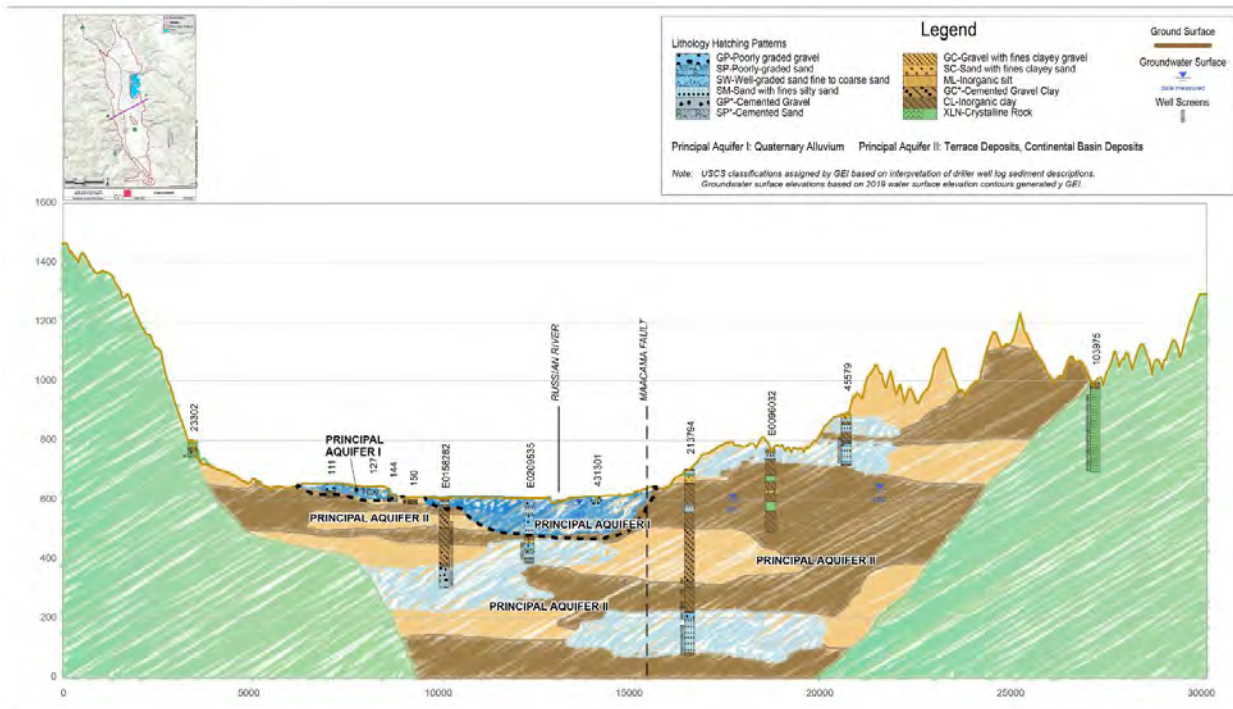 Legend
Lithology Hatching Patterns
GP-Poorly graded gravel
SP-Poorly-graded sand
SW-Well-graded sand fine to coarse sand
SM-Sand with fines silty sand
GP*-Cemented Gravel
SP*-Cemented Sand
GC-Gravel with fines clayey gravel
SC-Sand with fines clayey sand
ML-Inorganic silt
GC*-Cemented Gravel Clay
CL-Inorganic clay
XLN-Crystalline Rock
Ground Surface
Groundwater Surface
date measured
Well Screens
Principal Aquifer I: Quaternary Alluvium Principal Aquifer II: Terrace Deposits, Continental Basin Deposits
Note: USCS classifications assigned by GEI based on interpretation of driller well log sediment descriptions.
Groundwater surface elevations based on 2019 water surface elevation contours generated y GEI.
1600
1400
1200
1000
800
600
400
200
0
23302
PRINCIPAL
AQUIFER I
111
127
144
150
E0158282
E0209535
RUSSIAN RIVER
431301
MAACAMA FAULT
213794
E0096032
45579
103975
PRINCIPAL AQUIFER II
PRINCIPAL AQUIFER I
PRINCIPAL AQUIFER II
PRINCIPAL AQUIFER II
0
5000
10000
15000
20000
25000
30000